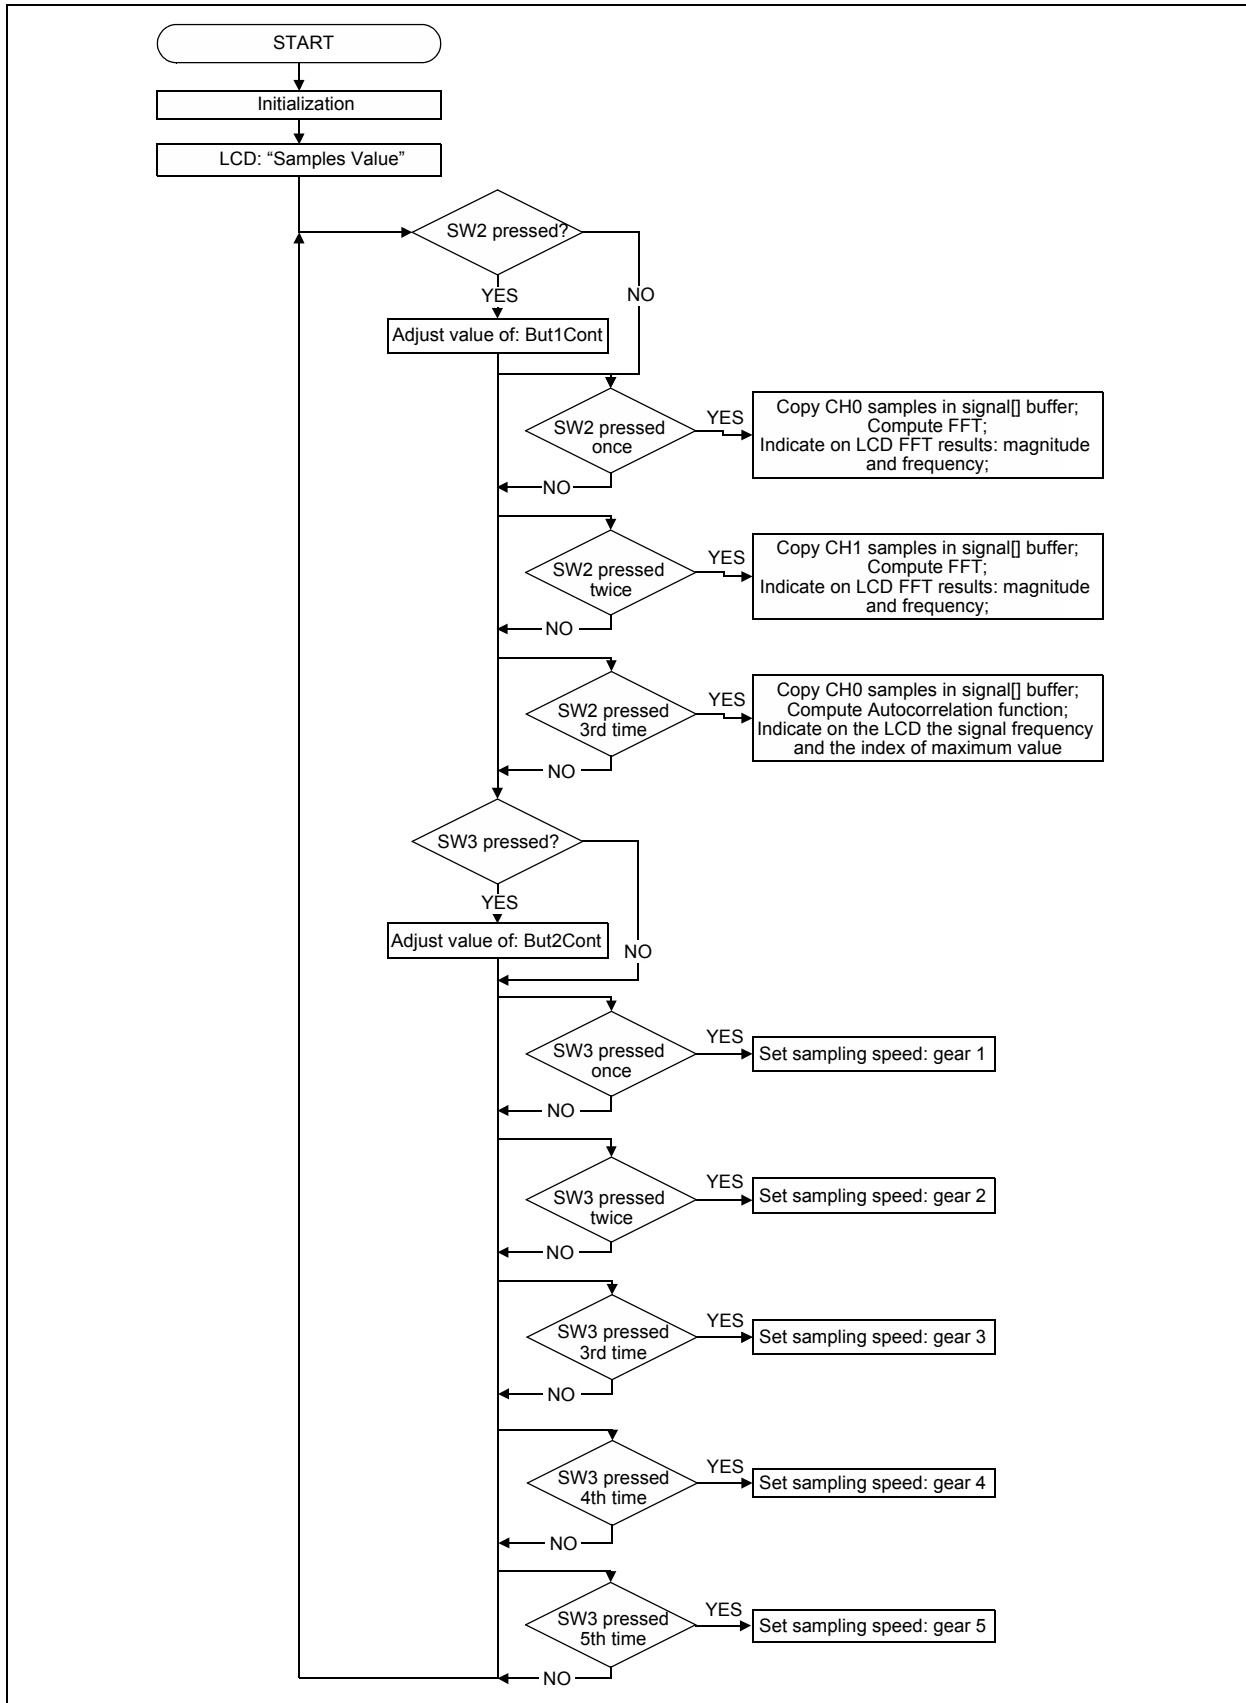 START
Initialization
LCD: “Samples Value”
SW2 pressed?
YES
NO
Adjust value of: But1Cont
SW2 pressed
once
YES
Copy CH0 samples in signal[] buffer;
Compute FFT;
Indicate on LCD FFT results: magnitude
and frequency;
NO
SW2 pressed
twice
YES
Copy CH1 samples in signal[] buffer;
Compute FFT;
Indicate on LCD FFT results: magnitude
and frequency;
NO
SW2 pressed
3rd time
YES
Copy CH0 samples in signal[] buffer;
Compute Autocorrelation function;
Indicate on the LCD the signal frequency
and the index of maximum value
NO
SW3 pressed?
YES
Adjust value of: But2Cont
NO
SW3 pressed
once
YES
Set sampling speed: gear 1
NO
SW3 pressed
twice
YES
Set sampling speed: gear 2
NO
SW3 pressed
3rd time
YES
Set sampling speed: gear 3
NO
SW3 pressed
4th time
YES
Set sampling speed: gear 4
NO
SW3 pressed
5th time
YES
Set sampling speed: gear 5
NO